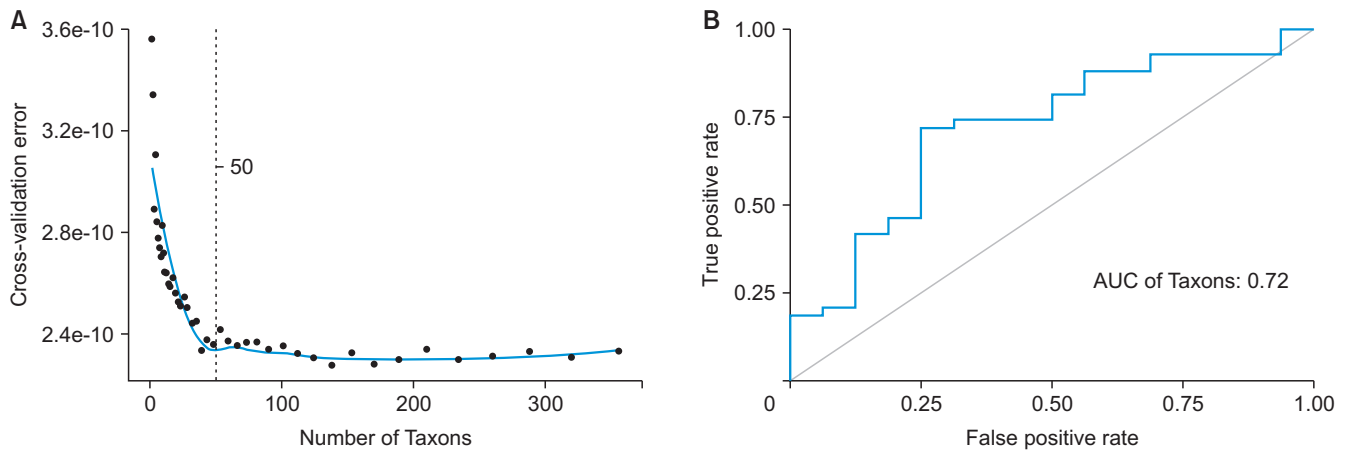 A
3.6e-10
3.2e-10
2.8e-10
2.4e-10
Cross-validation error
50
0
100
200
300
Number of Taxons
B
1.00
0.75
0.50
0.25
True positive rate
AUC of Taxons: 0.72
0
0.25
0.50
0.75
1.00
False positive rate